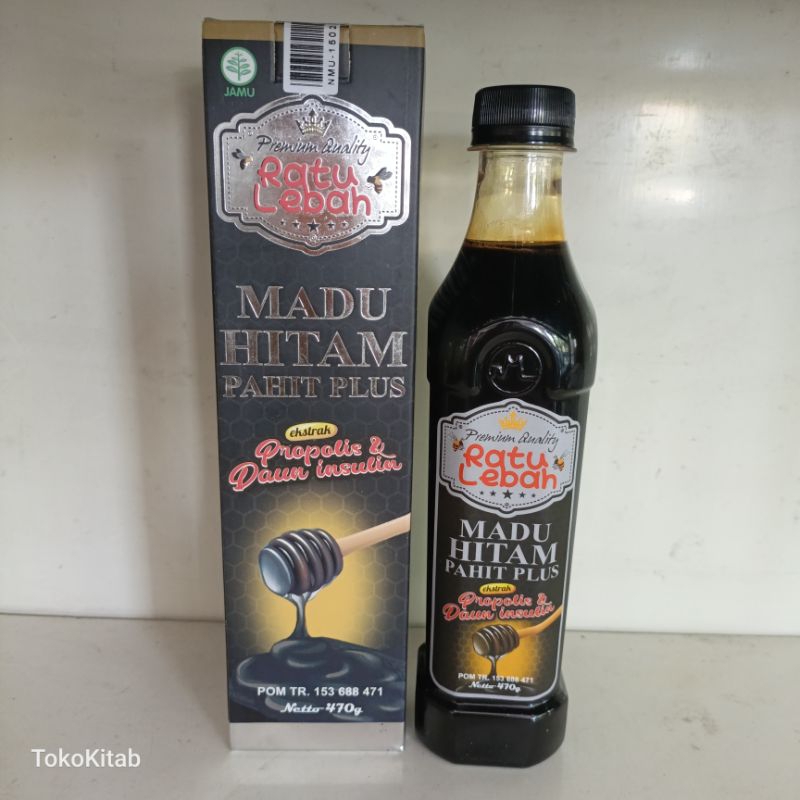 NMU-1502
JAMU
Premium Quality
Ratu
Lebah
MADU
HITAM
PAHIT PLUS
ekstrak
Propolis &
Daun insulin
POM TR. 153 688 471
Netto 470g
Premium Quality
Ratu
Lebah
MADU
HITAM
PAHIT PLUS
ekstrak
Propolis &
Daun insulin
POM TR. 153 688 471
Netto 470g
TokoKitab